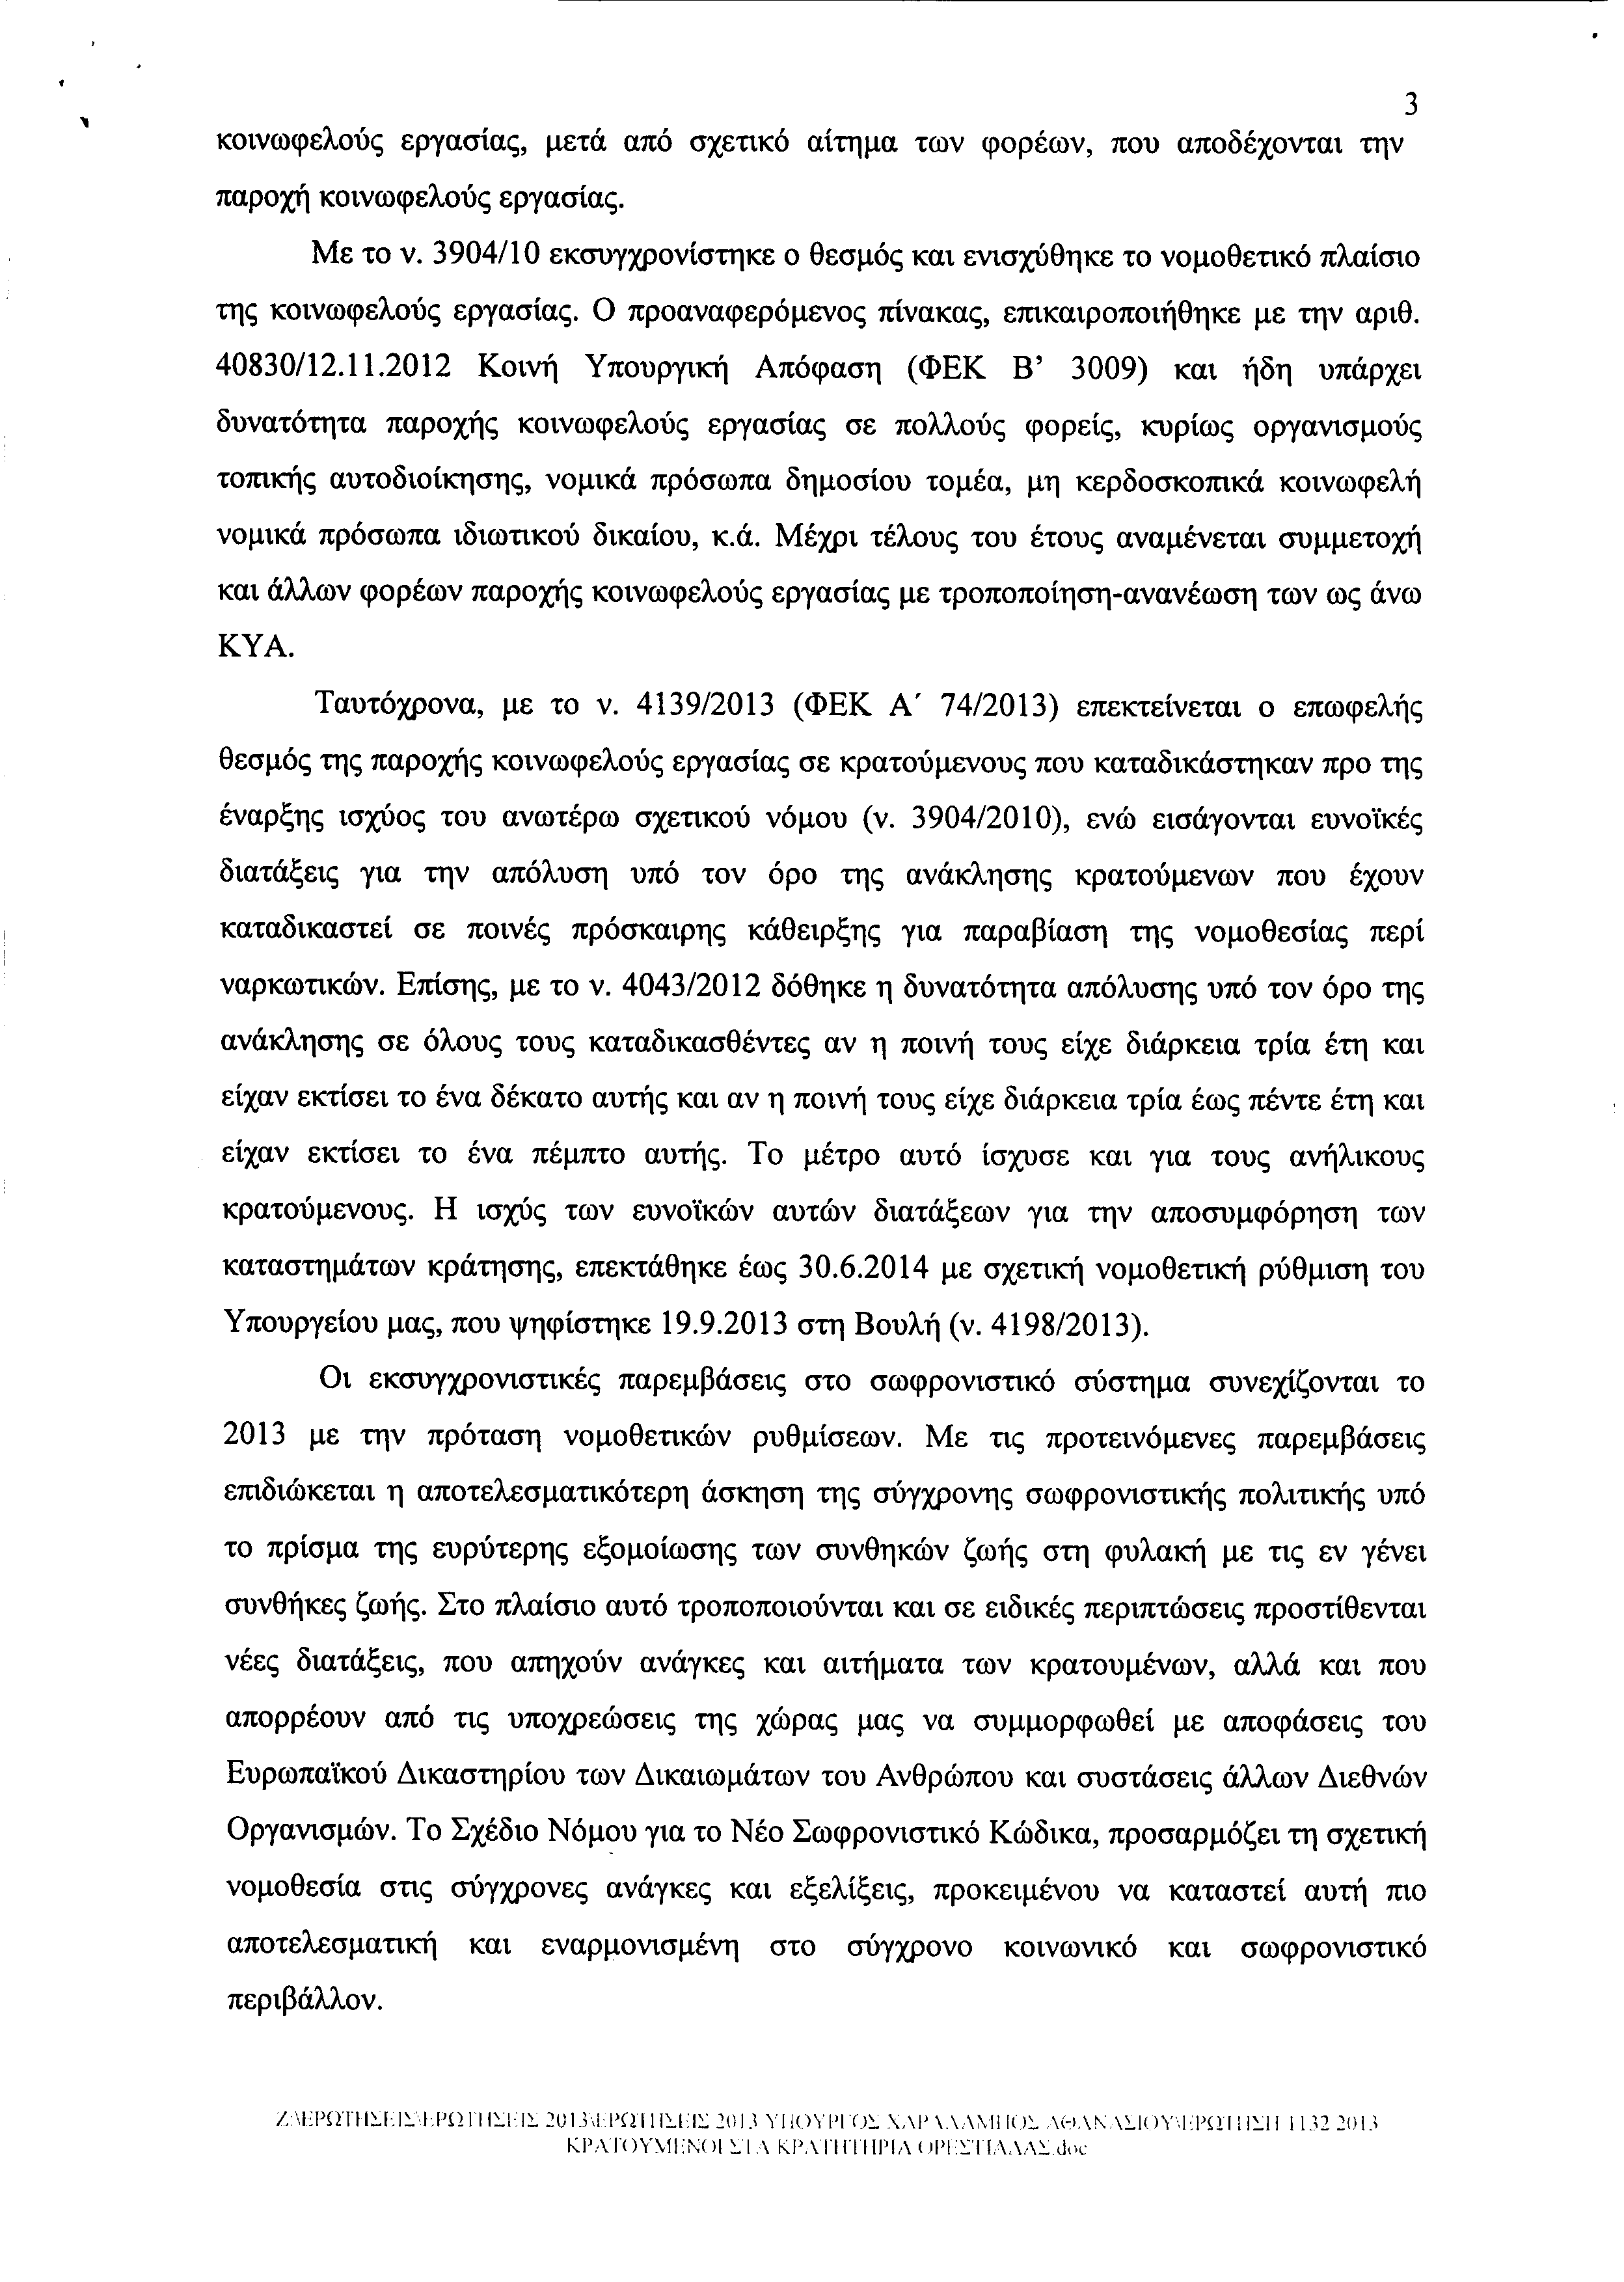 3
κοινωφελούς εργασίας, μετά από σχετικό αίτημα των φορέων, που αποδέχονται την
παροχή κοινωφελούς εργασίας.
Με το ν. 3904/10 εκσυγχρονίστηκε ο θεσμός και ενισχύθηκε το νομοθετικό πλαίσιο
της κοινωφελούς εργασίας. Ο προαναφερόμενος πίνακας, επικαιροποιήθηκε με την αριθ.
40830/12.11.2012 Κοινή Υπουργική Απόφαση (ΦΕΚ Β’ 3009) και ήδη υπάρχει
δυνατότητα παροχής κοινωφελούς εργασίας σε πολλούς φορείς, κυρίως οργανισμούς
τοπικής αυτοδιοίκησης, νομικά πρόσωπα δημοσίου τομέα, μη κερδοσκοπικά κοινωφελή
νομικά πρόσωπα ιδιωτικού δικαίου, κ.ά. Μέχρι τέλους του έτους αναμένεται συμμετοχή
και άλλων φορέων παροχής κοινωφελούς εργασίας με τροποποίηση-ανανέωση των ως άνω
ΚΥΑ.
Ταυτόχρονα, με το ν. 4139/2013 (ΦΕΚ Α΄ 74/2013) επεκτείνεται ο επωφελής
θεσμός της παροχής κοινωφελούς εργασίας σε κρατούμενους που καταδικάστηκαν προ της
έναρξης ισχύος του ανωτέρω σχετικού νόμου (ν. 3904/2010), ενώ εισάγονται ευνοϊκές
διατάξεις για την απόλυση υπό τον όρο της ανάκλησης κρατούμενων που έχουν
καταδικαστεί σε ποινές πρόσκαιρης κάθειρξης για παραβίαση της νομοθεσίας περί
ναρκωτικών. Επίσης, με το ν. 4043/2012 δόθηκε η δυνατότητα απόλυσης υπό τον όρο της
ανάκλησης σε όλους τους καταδικασθέντες αν η ποινή τους είχε διάρκεια τρία έτη και
είχαν εκτίσει το ένα δέκατο αυτής και αν η ποινή τους είχε διάρκεια τρία έως πέντε έτη και
είχαν εκτίσει το ένα πέμπτο αυτής. Το μέτρο αυτό ίσχυσε και για τους ανήλικους
κρατούμενους. Η ισχύς των ευνοϊκών αυτών διατάξεων για την αποσυμφόρηση των
καταστημάτων κράτησης, επεκτάθηκε έως 30.6.2014 με σχετική νομοθετική ρύθμιση του
Υπουργείου μας, που ψηφίστηκε 19.9.2013 στη Βουλή (ν. 4198/2013).
Οι εκσυγχρονιστικές παρεμβάσεις στο σωφρονιστικό σύστημα συνεχίζονται το
2013 με την πρόταση νομοθετικών ρυθμίσεων. Με τις προτεινόμενες παρεμβάσεις
επιδιώκεται η αποτελεσματικότερη άσκηση της σύγχρονης σωφρονιστικής πολιτικής υπό
το πρίσμα της ευρύτερης εξομοίωσης των συνθηκών ζωής στη φυλακή με τις εν γένει
συνθήκες ζωής. Στο πλαίσιο αυτό τροποποιούνται και σε ειδικές περιπτώσεις προστίθενται
νέες διατάξεις, που απηχούν ανάγκες και αιτήματα των κρατουμένων, αλλά και που
απορρέουν από τις υποχρεώσεις της χώρας μας να συμμορφωθεί με αποφάσεις του
Ευρωπαϊκού Δικαστηρίου των Δικαιωμάτων του Ανθρώπου και συστάσεις άλλων Διεθνών
Οργανισμών. Το Σχέδιο Νόμου για το Νέο Σωφρονιστικό Κώδικα, προσαρμόζει τη σχετική
νομοθεσία στις σύγχρονες ανάγκες και εξελίξεις, προκειμένου να καταστεί αυτή πιο
αποτελεσματική και εναρμονισμένη στο σύγχρονο κοινωνικό και σωφρονιστικό
περιβάλλον.
Ζ:\ΕΡΩΤΗΣΕΙΣ\ΕΡΩΤΗΣΕΙΣ 2013\ΕΡΩΤΗΣΕΙΣ 2013 ΥΠΟΥΡΓΟΣ ΧΑΡΑΛΑΜΠΟΣ ΑΘΑΝΑΣΙΟΥ\ΕΡΩΤΗΣΗ 1132 2013
ΚΡΑΤΟΥΜΕΝΟΙ ΣΤΑ ΚΡΑΤΗΤΗΡΙΑ ΟΡΕΣΤΙΑΔΑΣ.doc